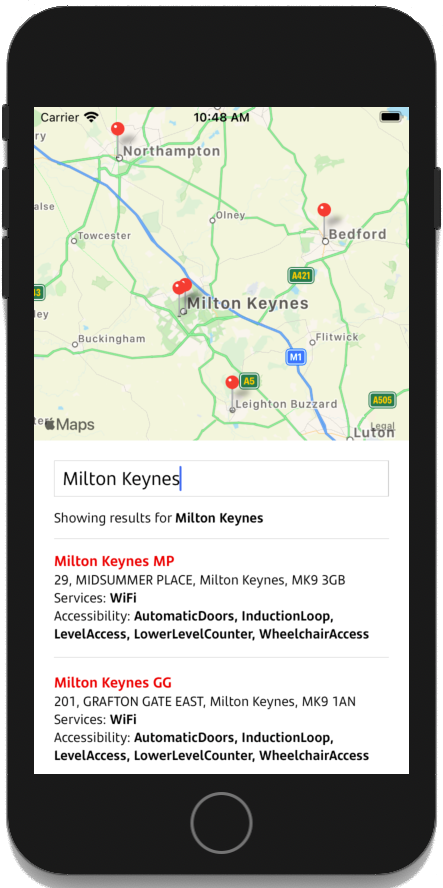 Carrier 10:48 AM
ry
Northampton
alse
Olney
Towcester
Bedford
A421
13
Milton Keynes
ley
Buckingham
Flitwick
M1
A5
A505
Leighton Buzzard
ter
Maps
Legal
Luton
Milton Keynes
Showing results for Milton Keynes
Milton Keynes MP
29, MIDSUMMER PLACE, Milton Keynes, MK9 3GB
Services: WiFi
Accessibility: AutomaticDoors, InductionLoop,
LevelAccess, LowerLevelCounter, WheelchairAccess
Milton Keynes GG
201, GRAFTON GATE EAST, Milton Keynes, MK9 1AN
Services: WiFi
Accessibility: AutomaticDoors, InductionLoop,
LevelAccess, LowerLevelCounter, WheelchairAccess